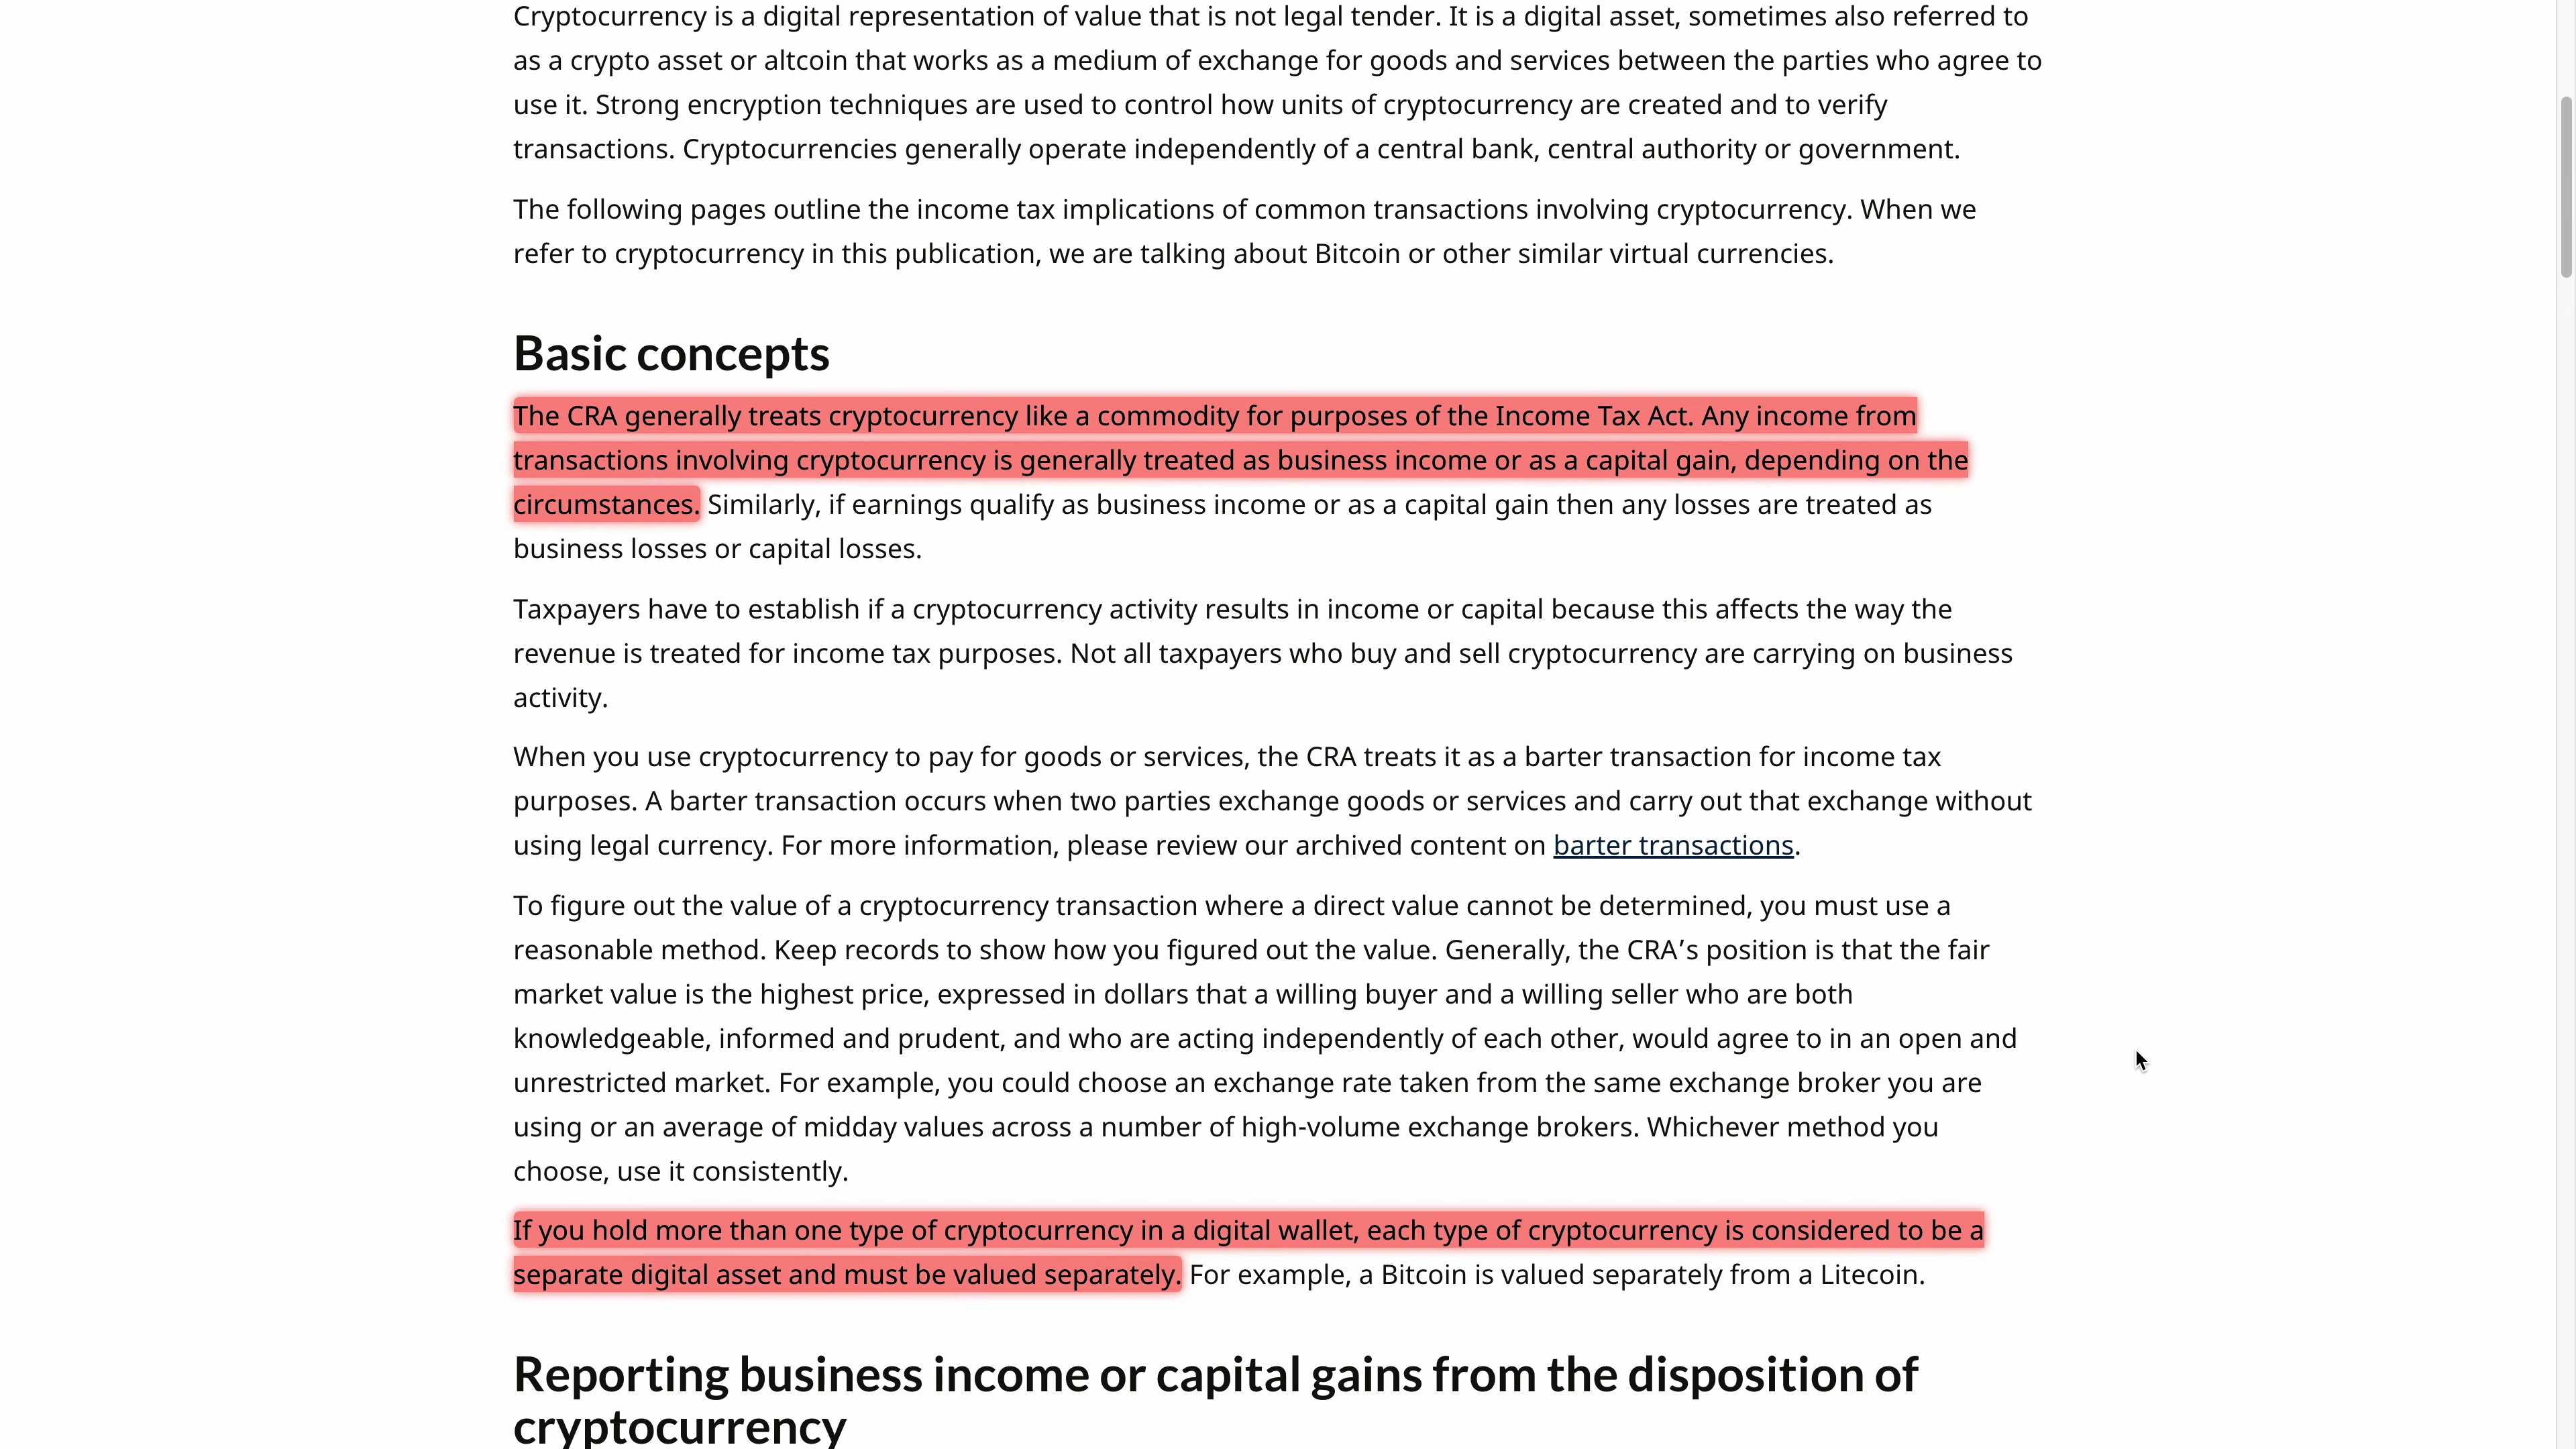 Cryptocurrency is a digital representation of value that is not legal tender. It is a digital asset, sometimes also referred to
as a crypto asset or altcoin that works as a medium of exchange for goods and services between the parties who agree to
use it. Strong encryption techniques are used to control how units of cryptocurrency are created and to verify
transactions. Cryptocurrencies generally operate independently of a central bank, central authority or government.
The following pages outline the income tax implications of common transactions involving cryptocurrency. When we
refer to cryptocurrency in this publication, we are talking about Bitcoin or other similar virtual currencies.
Basic concepts
The CRA generally treats cryptocurrency like a commodity for purposes of the Income Tax Act. Any income from
transactions involving cryptocurrency is generally treated as business income or as a capital gain, depending on the
circumstances. Similarly, if earnings qualify as business income or as a capital gain then any losses are treated as
business losses or capital losses.
Taxpayers have to establish if a cryptocurrency activity results in income or capital because this affects the way the
revenue is treated for income tax purposes. Not all taxpayers who buy and sell cryptocurrency are carrying on business
activity.
When you use cryptocurrency to pay for goods or services, the CRA treats it as a barter transaction for income tax
purposes. A barter transaction occurs when two parties exchange goods or services and carry out that exchange without
using legal currency. For more information, please review our archived content on barter transactions.
To figure out the value of a cryptocurrency transaction where a direct value cannot be determined, you must use a
reasonable method. Keep records to show how you figured out the value. Generally, the CRA’s position is that the fair
market value is the highest price, expressed in dollars that a willing buyer and a willing seller who are both
knowledgeable, informed and prudent, and who are acting independently of each other, would agree to in an open and
unrestricted market. For example, you could choose an exchange rate taken from the same exchange broker you are
using or an average of midday values across a number of high-volume exchange brokers. Whichever method you
choose, use it consistently.
If you hold more than one type of cryptocurrency in a digital wallet, each type of cryptocurrency is considered to be a
separate digital asset and must be valued separately. For example, a Bitcoin is valued separately from a Litecoin.
Reporting business income or capital gains from the disposition of
cryptocurrency